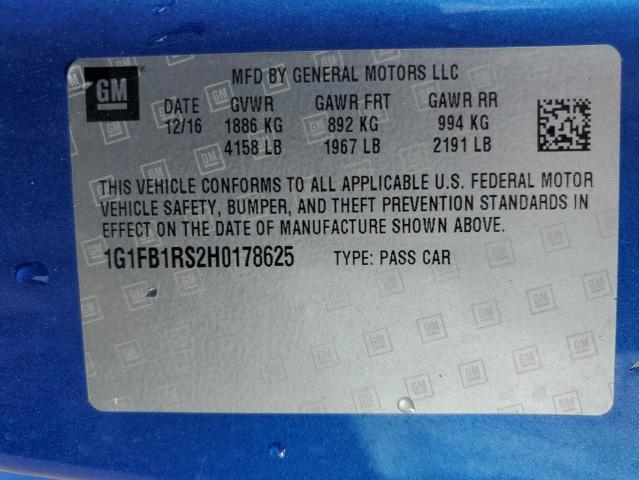 GM
MFD BY GENERAL MOTORS LLC
DATE GVWR GAWR FRT GAWR RR
12/16 1886 KG 892 KG 994 KG
4158 LB 1967 LB 2191 LB
THIS VEHICLE CONFORMS TO ALL APPLICABLE U.S. FEDERAL MOTOR
VEHICLE SAFETY, BUMPER, AND THEFT PREVENTION STANDARDS IN
EFFECT ON THE DATE OF MANUFACTURE SHOWN ABOVE.
1G1FB1RS2H0178625 TYPE: PASS CAR